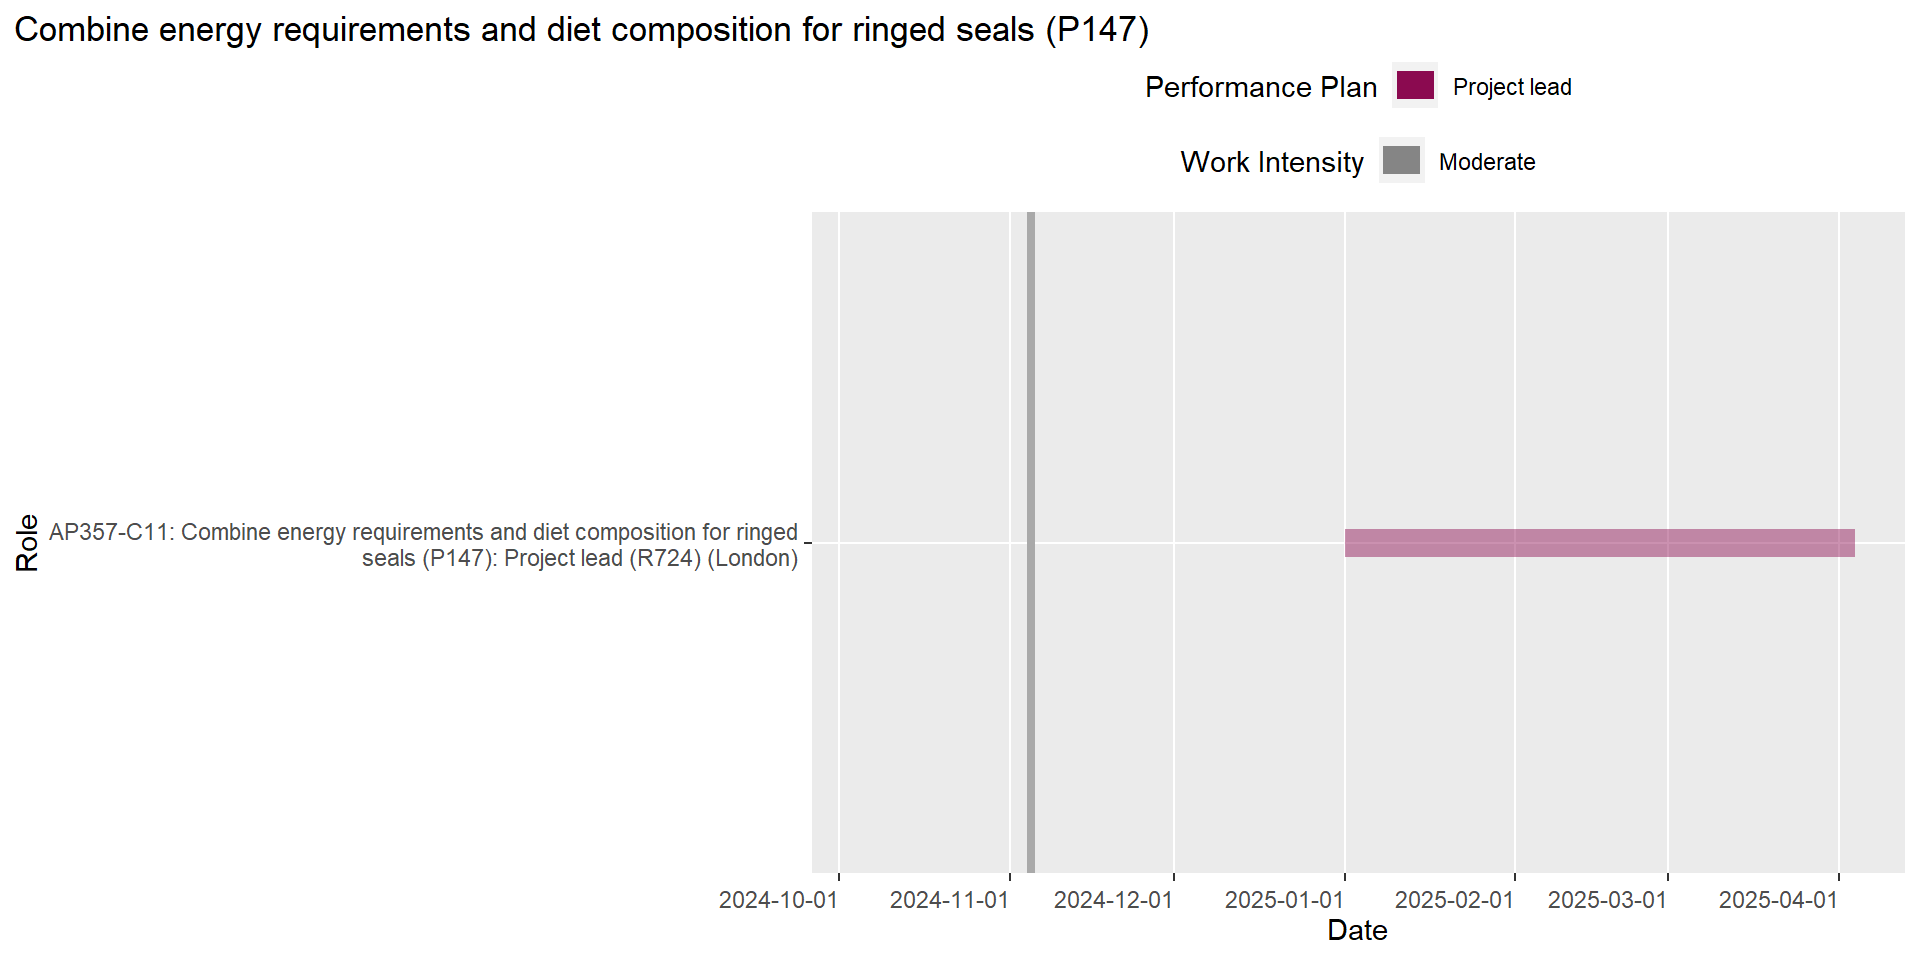 Combine energy requirements and diet composition for ringed seals (P147)
Performance Plan
Project lead
Work Intensity
Moderate
Role
AP357-C11: Combine energy requirements and diet composition for ringed
seals (P147): Project lead (R724) (London)
2024-10-01
2024-11-01
2024-12-01
2025-01-01
2025-02-01
2025-03-01
2025-04-01
Date